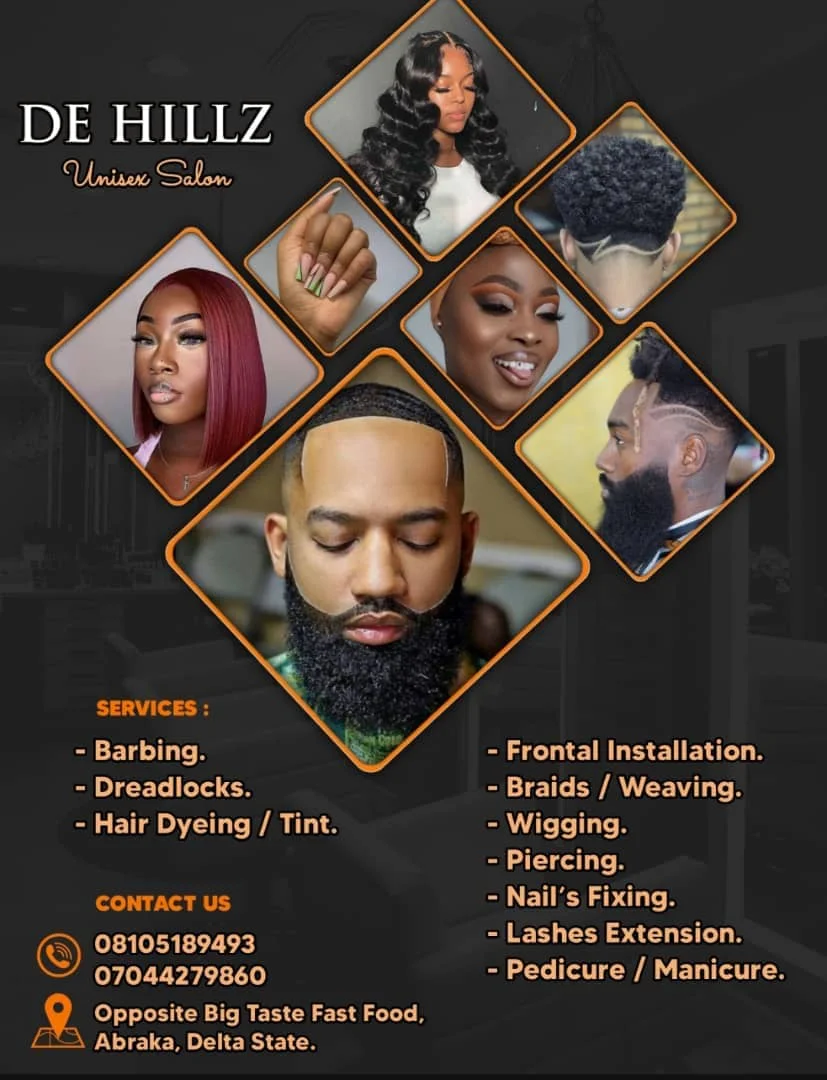 DE HILLZ
Unisex Salon
SERVICES :
- Barbing.
- Dreadlocks.
- Hair Dyeing / Tint.
- Frontal Installation.
- Braids / Weaving.
- Wigging.
- Piercing.
- Nail's Fixing.
- Lashes Extension.
- Pedicure / Manicure.
CONTACT US
08105189493
07044279860
Opposite Big Taste Fast Food,
Abraka, Delta State.